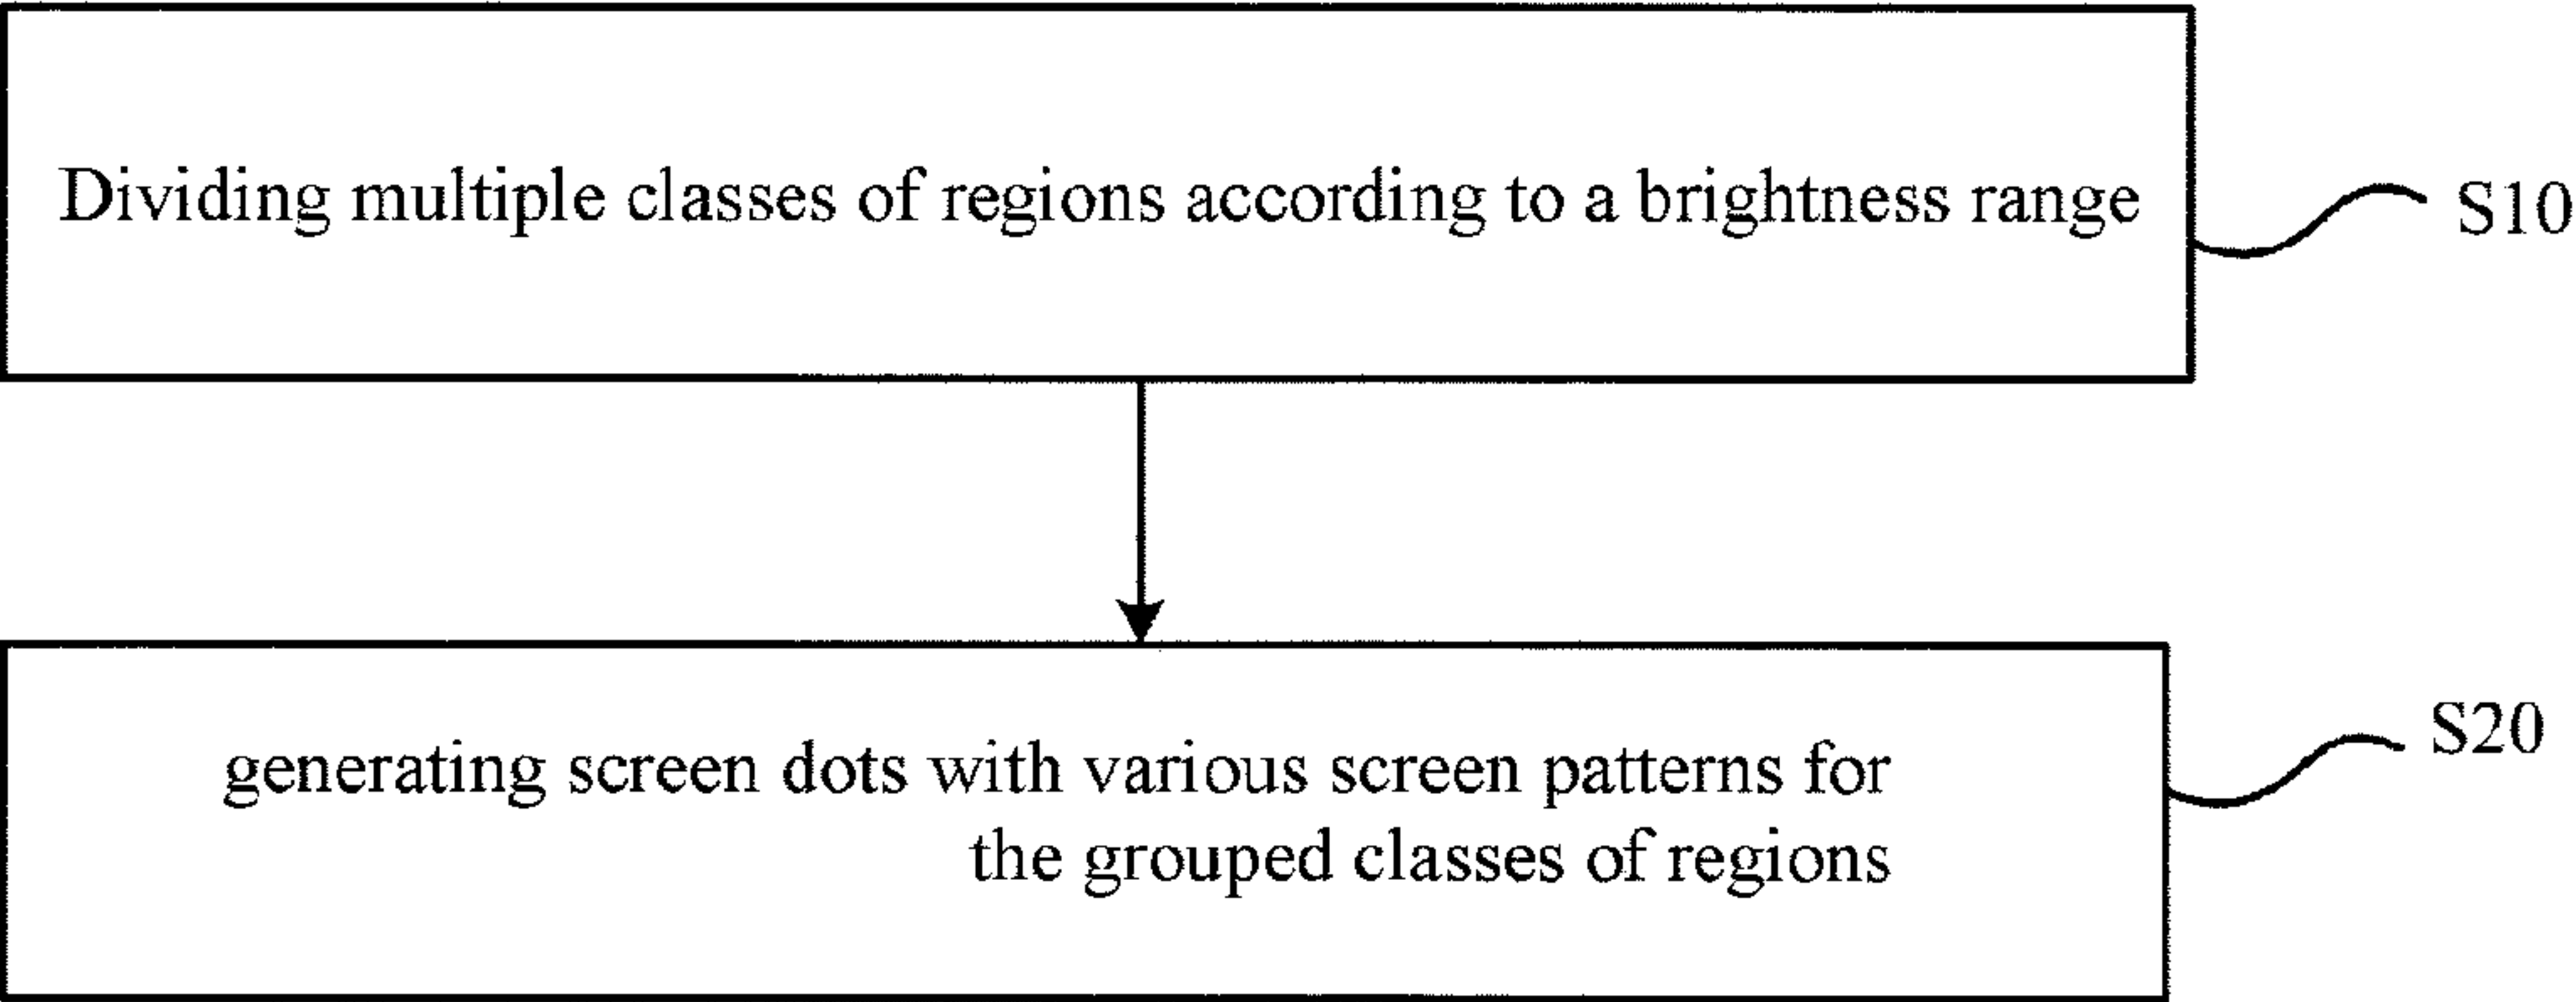 Dividing multiple classes of regions according to a brightness range
S10
generating screen dots with various screen patterns for
the grouped classes of regions
S20